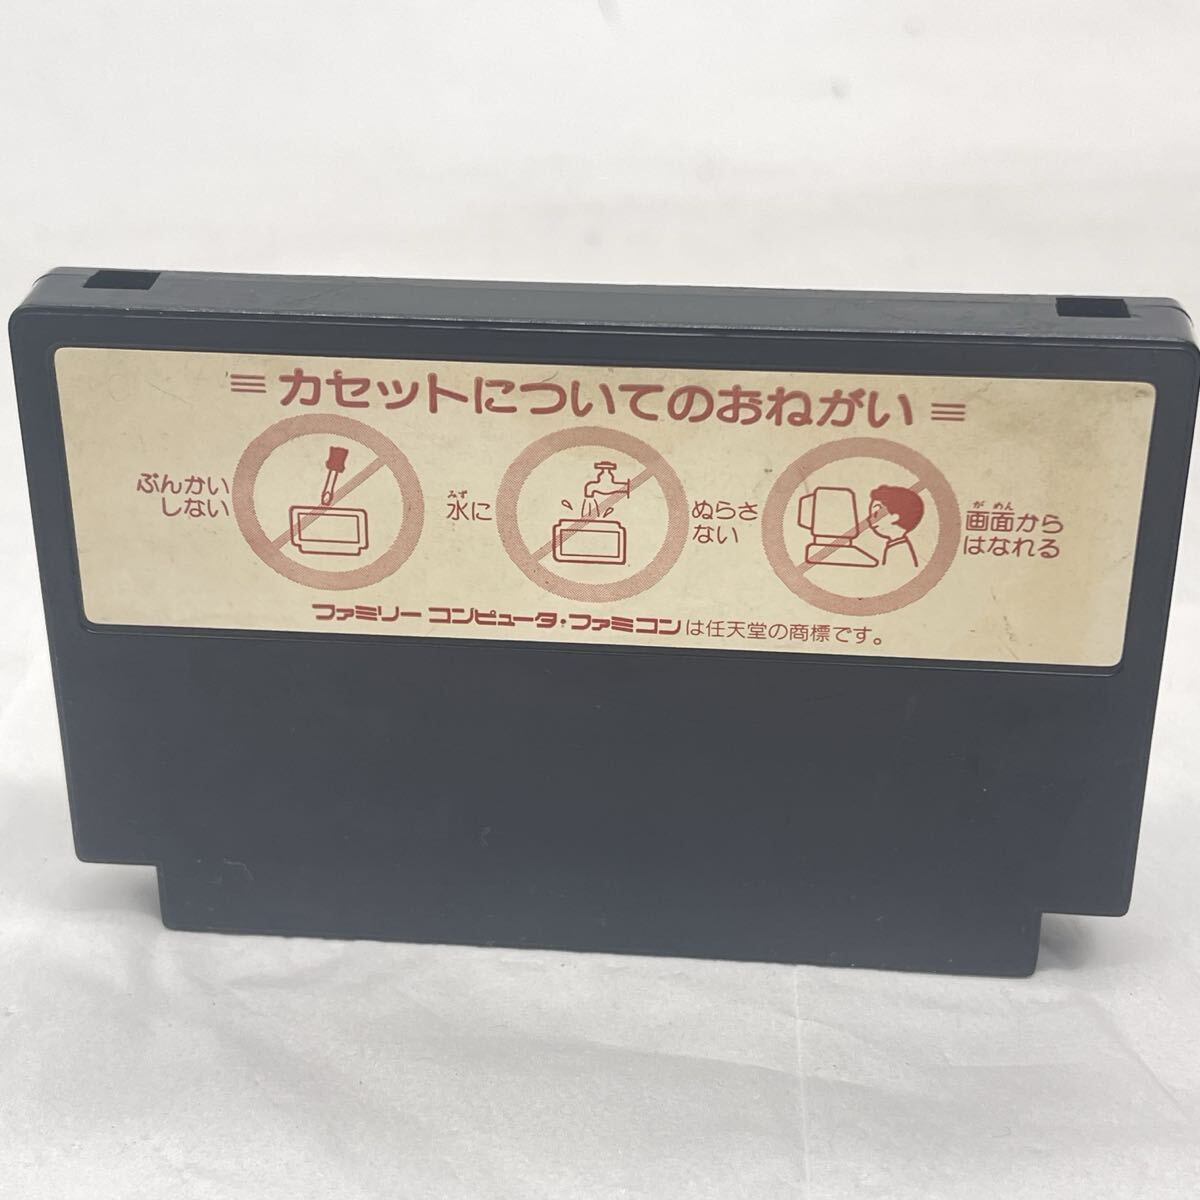 カセットについてのおねがい
ぶんかい
しない
みず
水に
ぬらさ
ない
がめん
画面から
はなれる
ファミリー コンピュータ・ファミコンは任天堂の商標です。